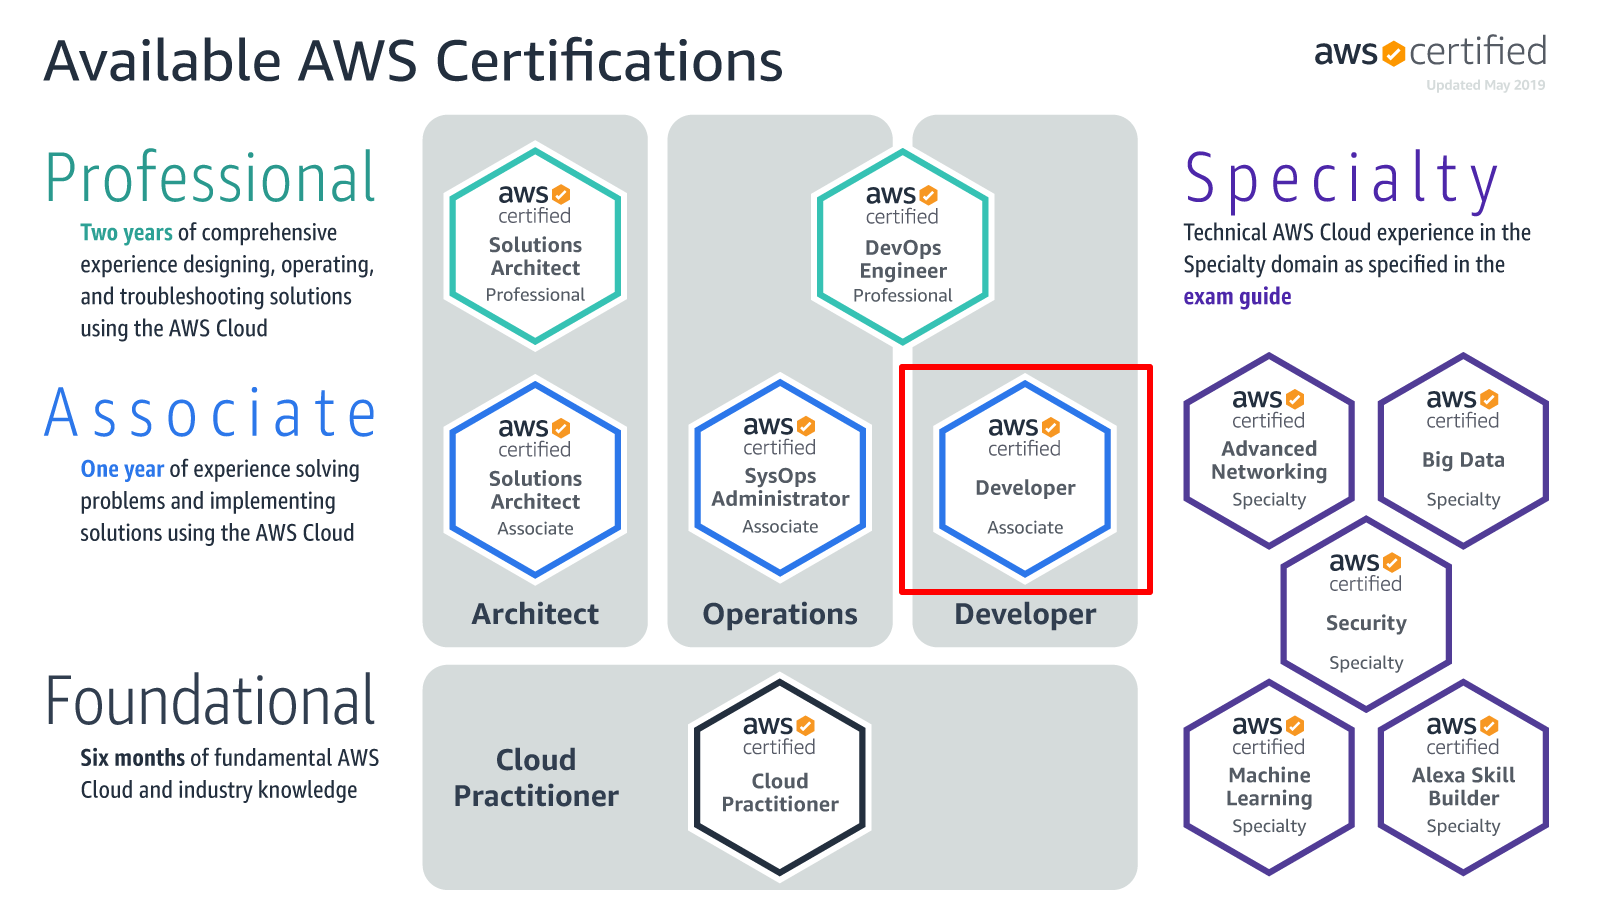 Available AWS Certifications
aws certified
Updated May 2019
Professional
Two years of comprehensive
experience designing, operating,
and troubleshooting solutions
using the AWS Cloud
Associate
One year of experience solving
problems and implementing
solutions using the AWS Cloud
Foundational
Six months of fundamental AWS
Cloud and industry knowledge
aws
certified
Solutions
Architect
Professional
aws
certified
DevOps
Engineer
Professional
aws
certified
Solutions
Architect
Associate
aws
certified
SysOps
Administrator
Associate
aws
certified
Developer
Associate
Architect
Operations
Developer
Cloud
Practitioner
aws
certified
Cloud
Practitioner
Specialty
Technical AWS Cloud experience in the
Specialty domain as specified in the
exam guide
aws
certified
Advanced
Networking
Specialty
aws
certified
Big Data
Specialty
aws
certified
Security
Specialty
aws
certified
Machine
Learning
Specialty
aws
certified
Alexa Skill
Builder
Specialty